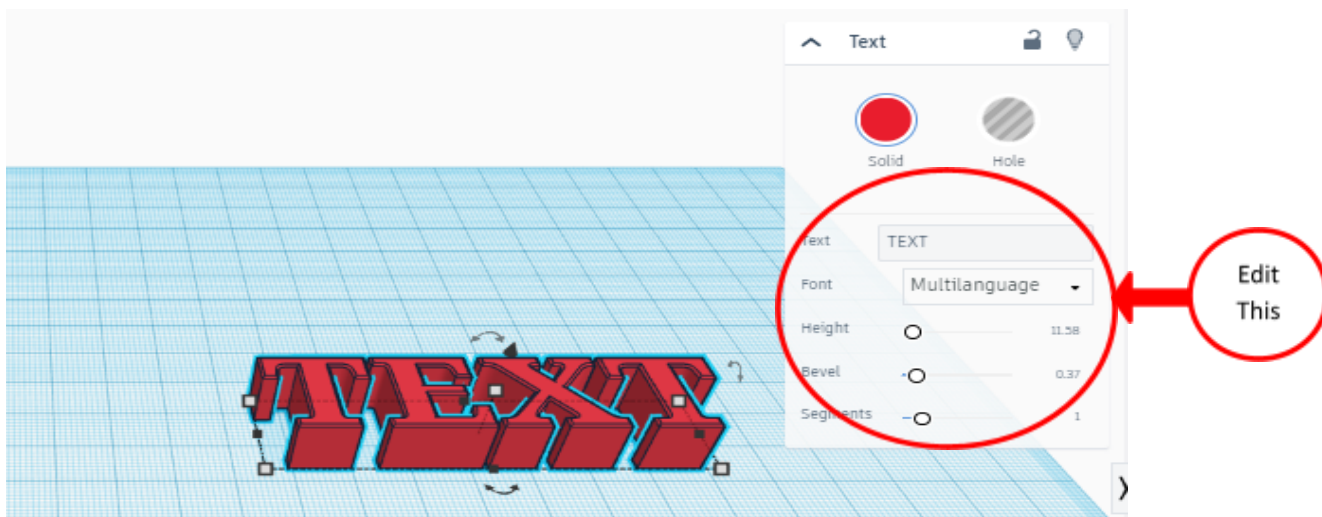 Text
Solid Hole
Text TEXT
Font Multilanguage
Height 11.58
Bevel 0.37
Segments 1
Edit
This
TEXT